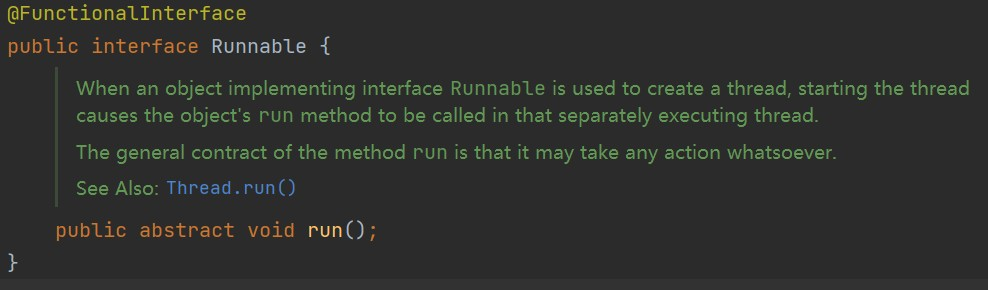 @FunctionalInterface
public interface Runnable {
When an object implementing interface Runnable is used to create a thread, starting the thread
causes the object's run method to be called in that separately executing thread.
The general contract of the method run is that it may take any action whatsoever.
See Also: Thread.run()
public abstract void run();
}